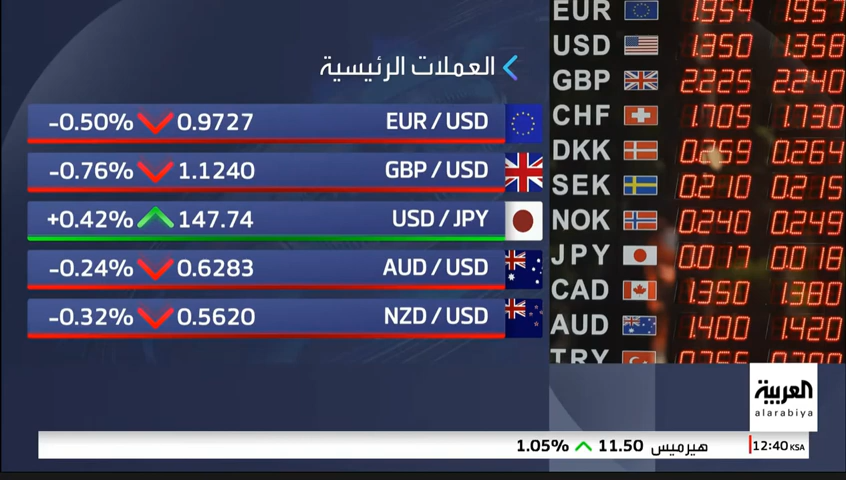 العملات الرئيسية
EUR / USD 0.9727 -0.50%
GBP / USD 1.1240 -0.76%
USD / JPY 147.74 +0.42%
AUD / USD 0.6283 -0.24%
NZD / USD 0.5620 -0.32%
EUR 1.954 1.957
USD 1.350 1.358
GBP 2.225 2.240
CHF 1.705 1.730
DKK 0.259 0.264
SEK 0.210 0.215
NOK 0.240 0.249
JPY 0.017 0.018
CAD 1.350 1.380
AUD 1.400 1.420
TRY
العربية
alarabiya
12:40 KSA
هيرميس 11.50 1.05%